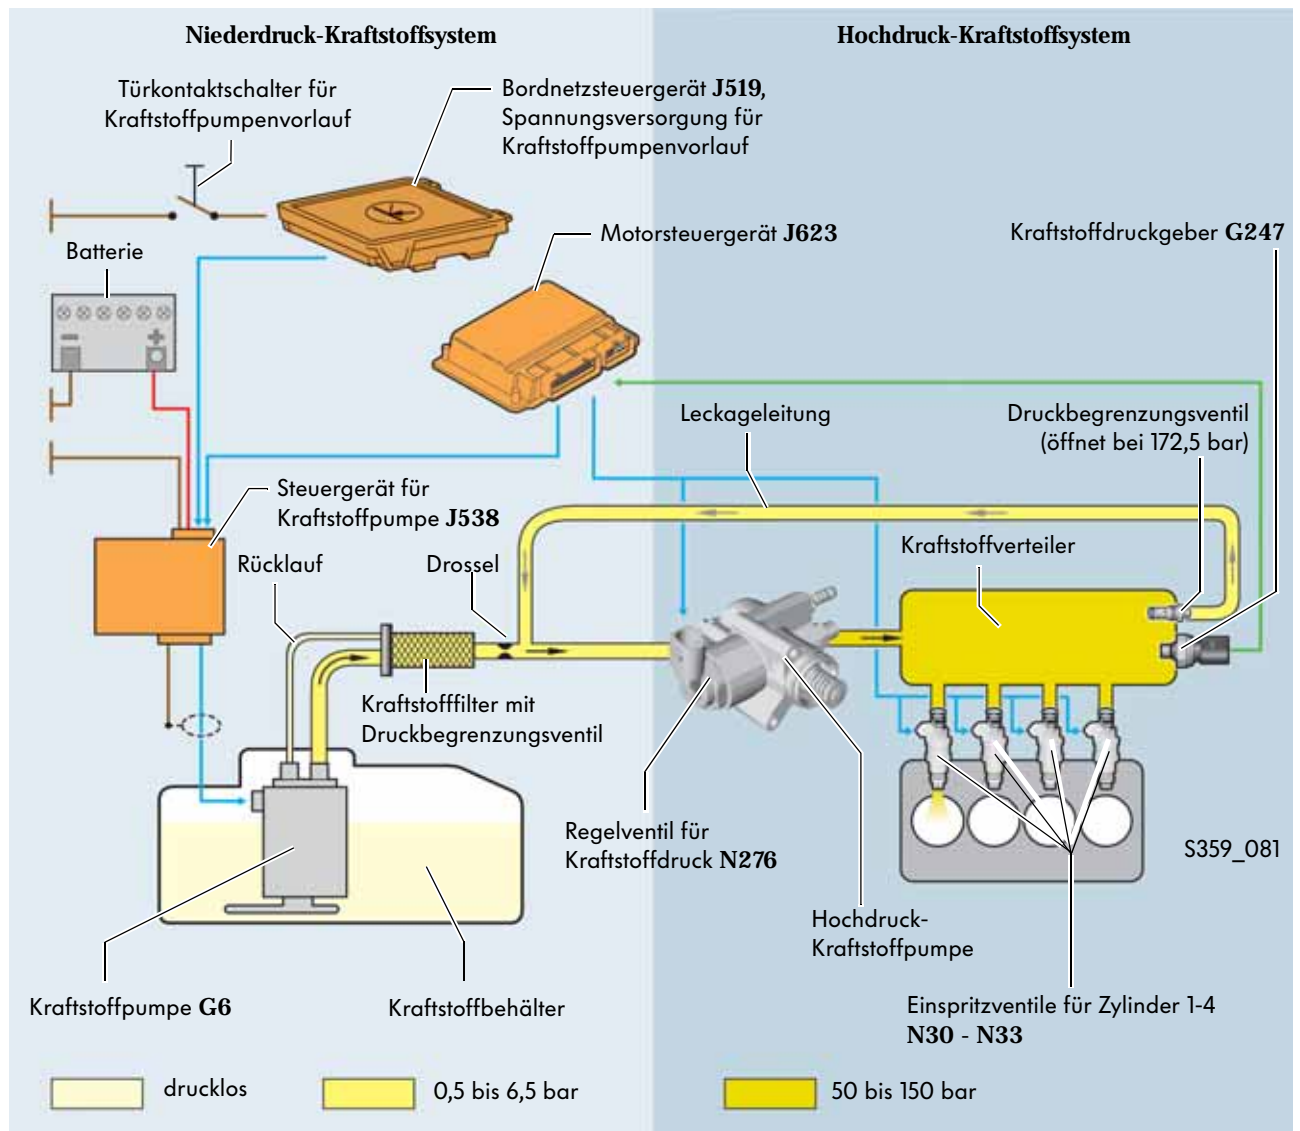 Niederdruck-Kraftstoffsystem
Hochdruck-Kraftstoffsystem
Türkontaktschalter für
Kraftstoffpumpenvorlauf
Bordnetzsteuergerät J519,
Spannungsversorgung für
Kraftstoffpumpenvorlauf
Motorsteuergerät J623
Kraftstoffdruckgeber G247
Batterie
Leckageleitung
Druckbegrenzungsventil
(öffnet bei 172,5 bar)
Steuergerät für
Kraftstoffpumpe J538
Rücklauf
Drossel
Kraftstoffverteiler
Kraftstofffilter mit
Druckbegrenzungsventil
Regelventil für
Kraftstoffdruck N276
S359_081
Hochdruck-
Kraftstoffpumpe
Kraftstoffpumpe G6
Kraftstoffbehälter
Einspritzventile für Zylinder 1-4
N30 - N33
drucklos
0,5 bis 6,5 bar
50 bis 150 bar